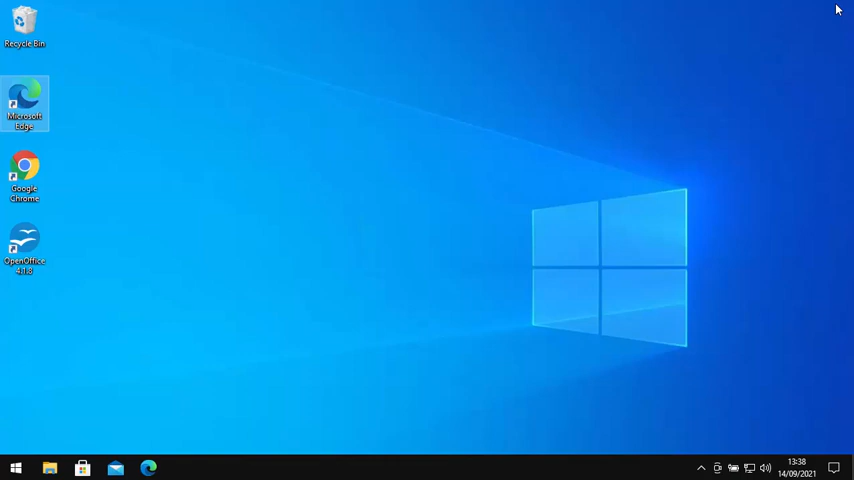 Recycle Bin
Microsoft
Edge
Google
Chrome
OpenOffice
4.1.8
13:38
14/09/2021